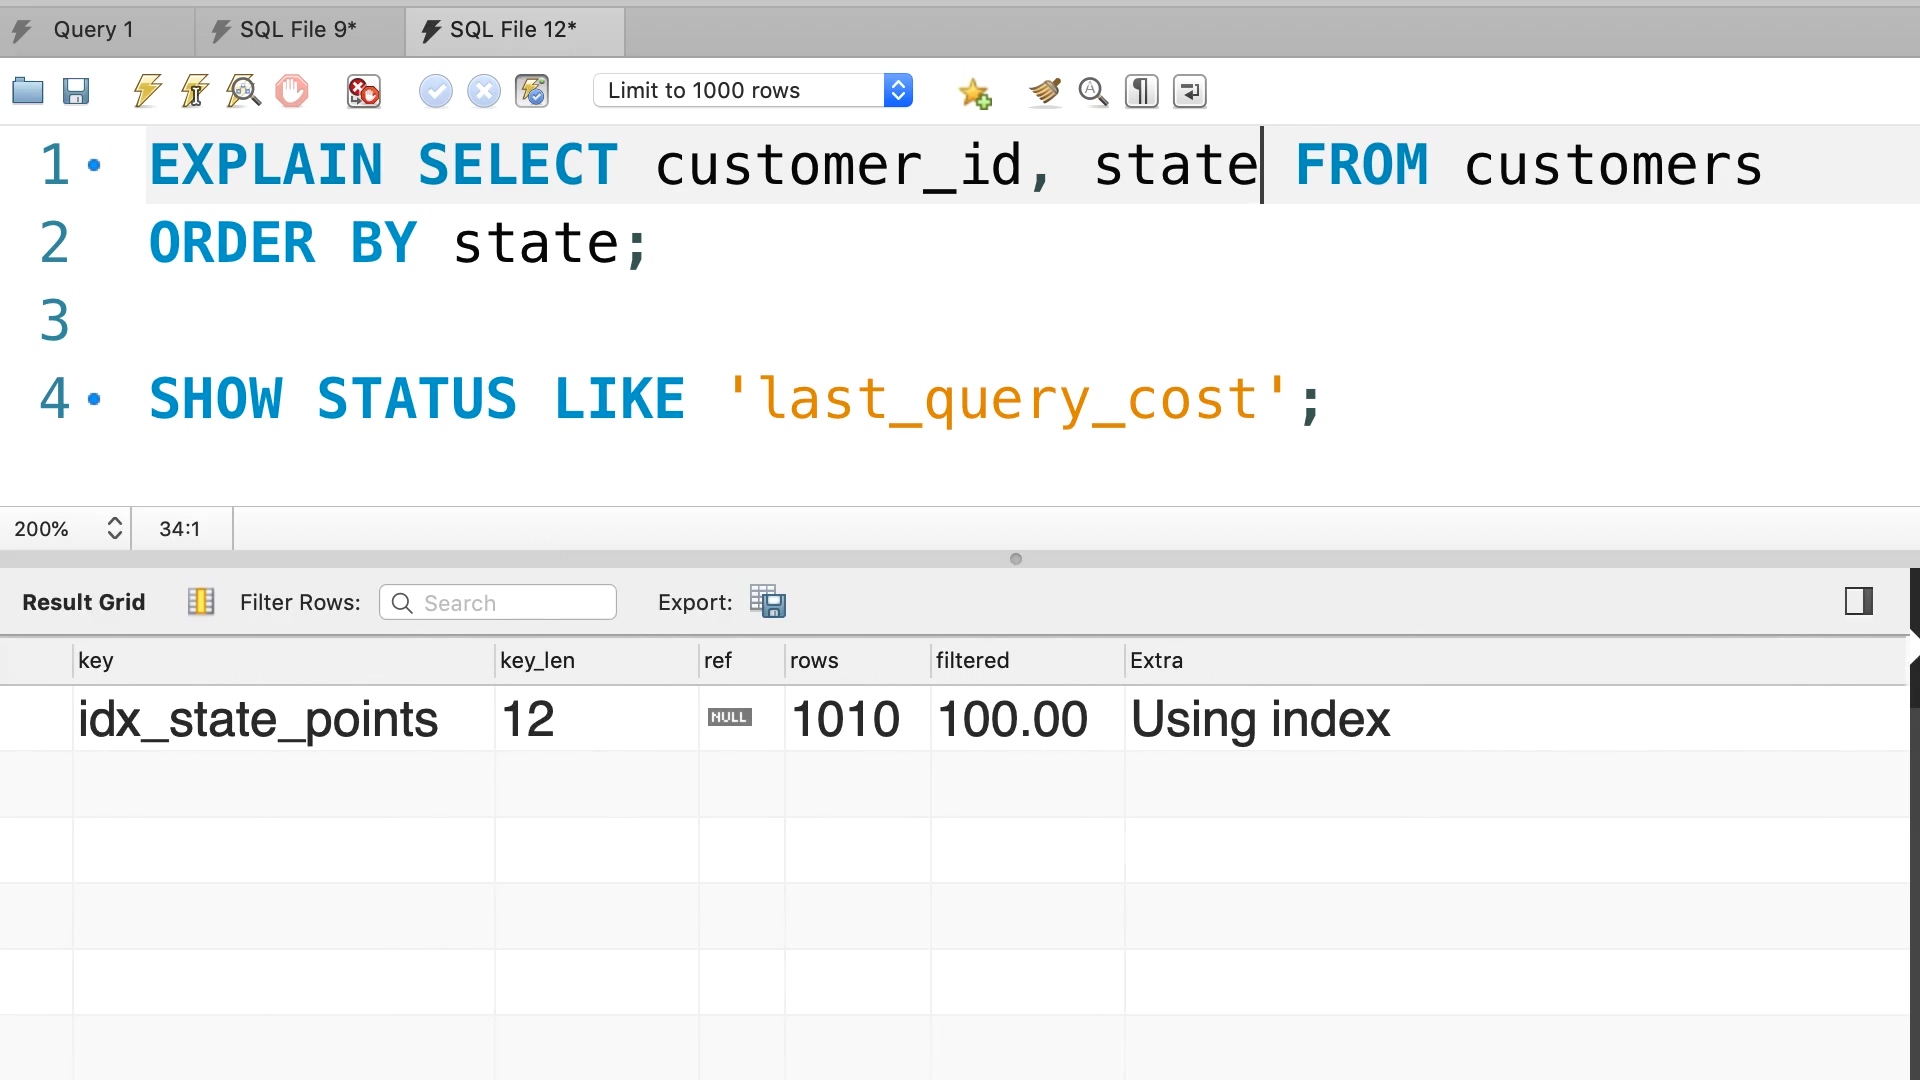 Query 1 SQL File 9* SQL File 12*
Limit to 1000 rows
1 EXPLAIN SELECT customer_id, state FROM customers
2 ORDER BY state;
3
4 SHOW STATUS LIKE 'last_query_cost';
200% 34:1
Result Grid Filter Rows: Search Export:
key key_len ref rows filtered Extra
idx_state_points 12 NULL 1010 100.00 Using index